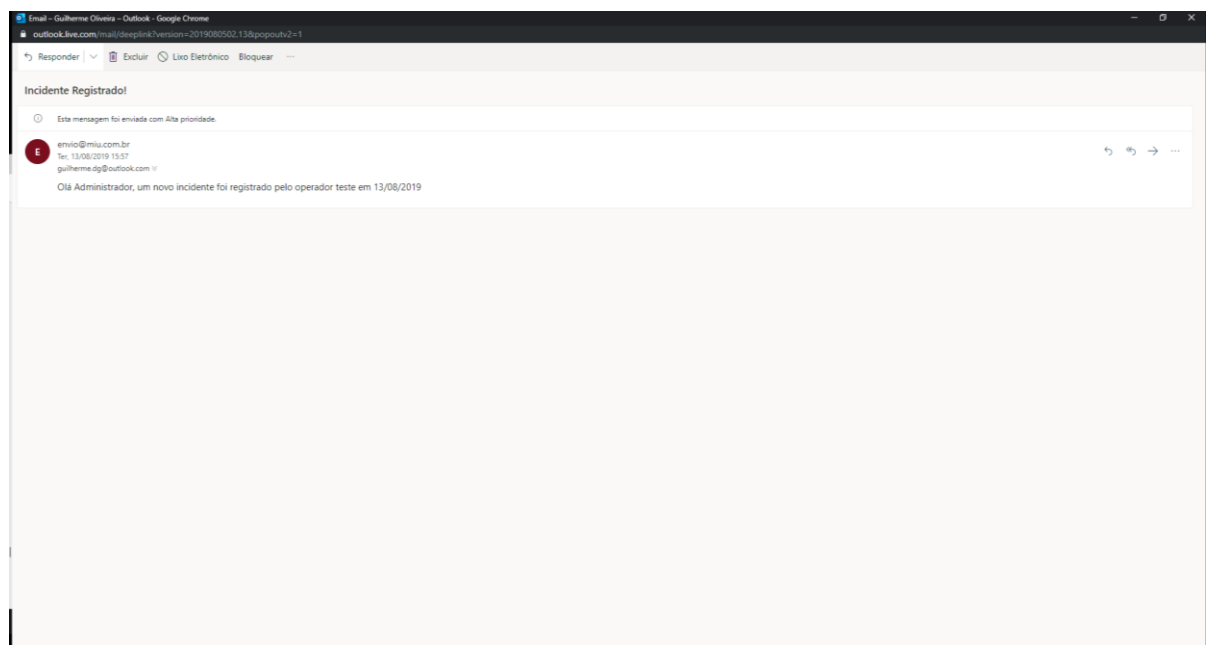 Email – Guilherme Oliveira – Outlook - Google Chrome
outlook.live.com/mail/deeplink?version=2019080502.13&popoutv2=1
Responder Excluir Lixo Eletrônico Bloquear ...
Incidente Registrado!
Esta mensagem foi enviada com Alta prioridade.
E
envio@miu.com.br
Ter, 13/08/2019 15:57
guilherme.dg@outlook.com
Olá Administrador, um novo incidente foi registrado pelo operador teste em 13/08/2019